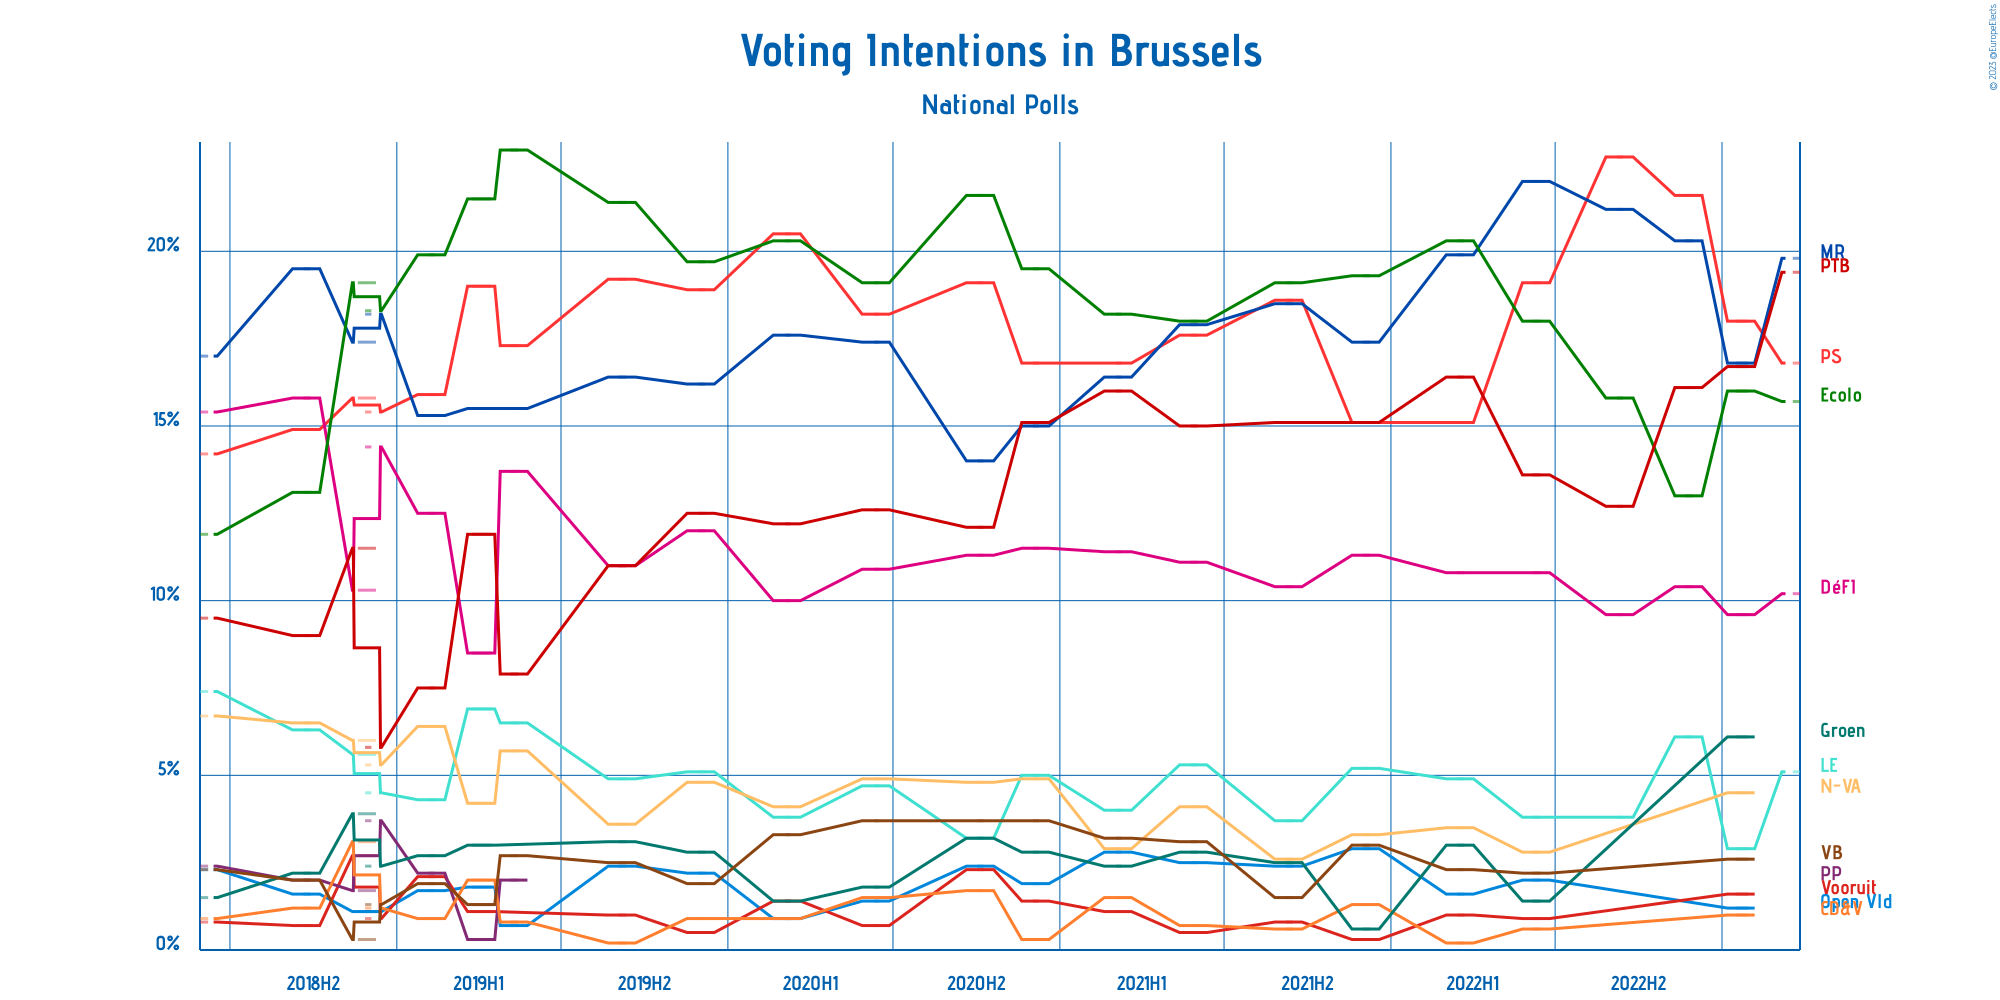 © 2023 @EuropeElects
Voting Intentions in Brussels
National Polls
20%
15%
10%
5%
0%
MR
PTB
PS
Ecolo
DéFI
Groen
LE
N-VA
VB
PP
Vooruit
Open Vld
CD&V
2018H2 2019H1 2019H2 2020H1 2020H2 2021H1 2021H2 2022H1 2022H2